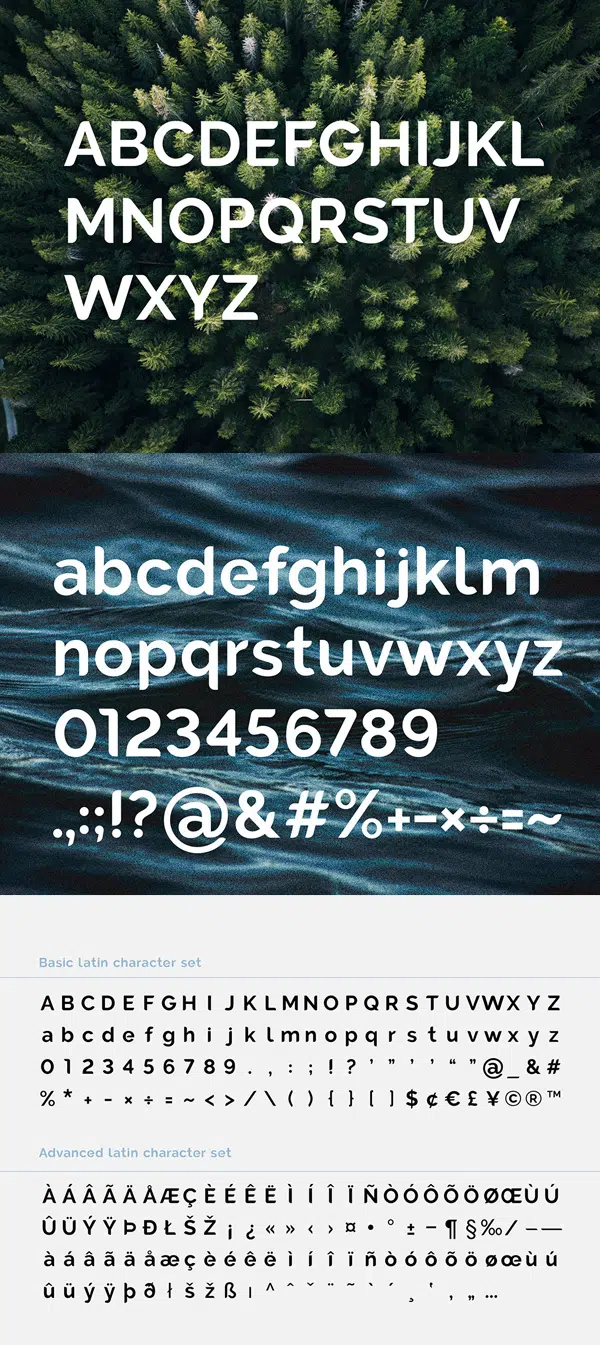 ABCDEFGHIJKL
MNOPQRSTUV
WXYZ
abcdefghijklm
nopqrstuvwxyz
0123456789
.,:;!?@&#%+-×÷=~
Basic latin character set
A B C D E F G H I J K L M N O P Q R S T U V W X Y Z
a b c d e f g h i j k l m n o p q r s t u v w x y z
0 1 2 3 4 5 6 7 8 9 . , : ; ! ? ’ ” ’ ’ “ ” @ _ & #
% * + - × ÷ = ~ < > / \ ( ) { } [ ] $ ¢ € £ ¥ © ® ™
Advanced latin character set
À Á Â Ã Ä Å Æ Ç È É Ê Ë Ì Í Î Ï Ñ Ò Ó Ô Õ Ö Ø Œ Ù Ú
Û Ü Ý Ÿ Þ Đ Ł Š Ž ¡ ¿ « » ‹ › ¤ • ° ± − ¶ § ‰ ⁄ – —
à á â ã ä å æ ç è é ê ë ì í î ï ñ ò ó ô õ ö ø œ ù ú
û ü ý ÿ þ ð ł š ž ß ı ^ ˆ ˇ ¨ ˜ ` ´ ¸ ‛ ‚ „ …